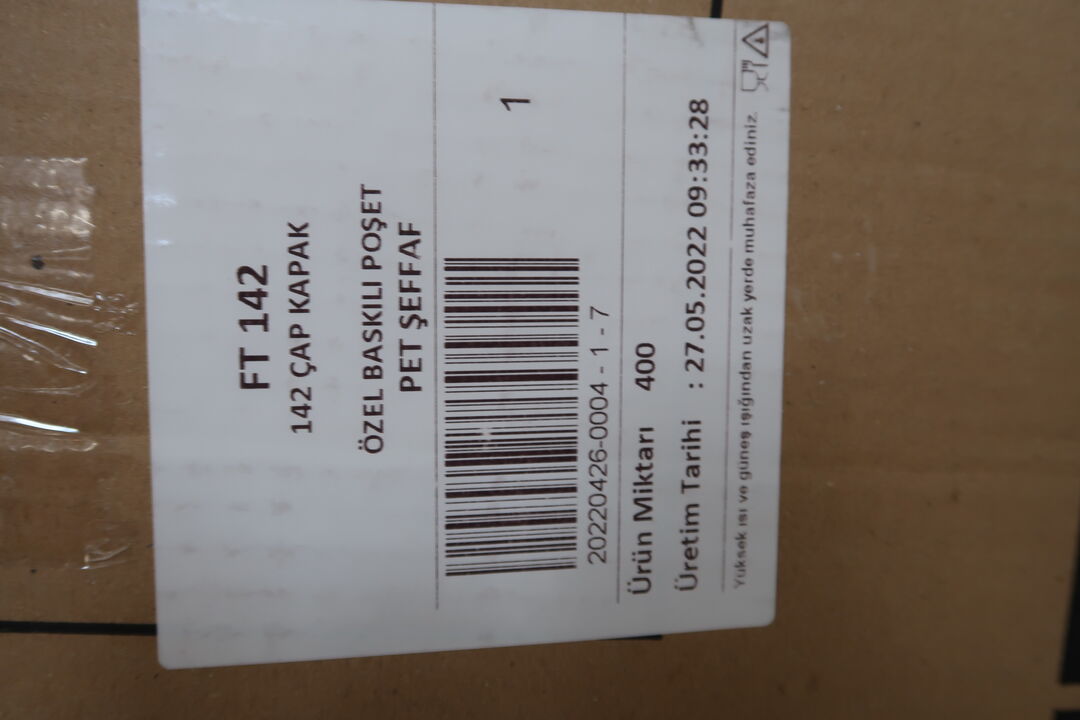 FT 142
142 ÇAP KAPAK
ÖZEL BASKILI POŞET
PET ŞEFFAF
1
20220426-0004 - 1 - 7
Ürün Miktarı 400
Üretim Tarihi : 27.05.2022 09:33:28
Yüksek ısı ve güneş ışığından uzak yerde muhafaza ediniz